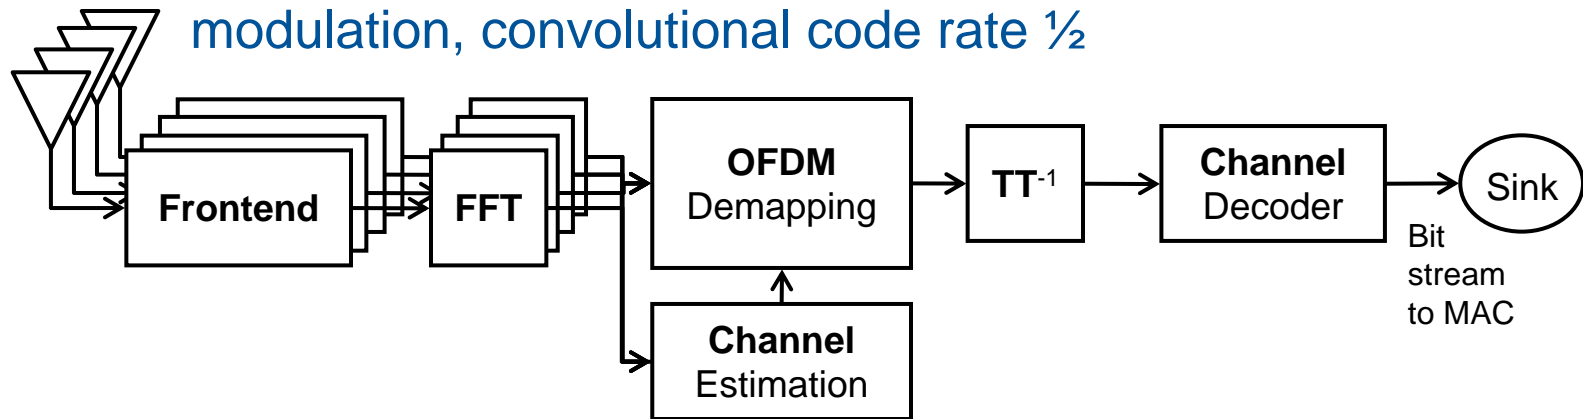 modulation, convolutional code rate ½
Frontend
FFT
OFDM
Demapping
TT-1
Channel
Decoder
Sink
Bit
stream
to MAC
Channel
Estimation